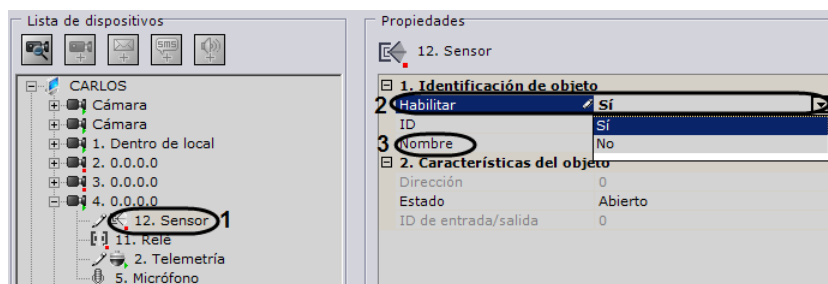 Lista de dispositivos
CARLOS
Cámara
Cámara
1. Dentro de local
2. 0.0.0.0
3. 0.0.0.0
4. 0.0.0.0
12. Sensor 1
11. Relé
2. Telemetría
5. Micrófono
Propiedades
12. Sensor
1. Identificación de objeto
2 Habilitar Sí
ID Sí
3 Nombre No
2. Características del objeto
Dirección 0
Estado Abierto
ID de entrada/salida 0